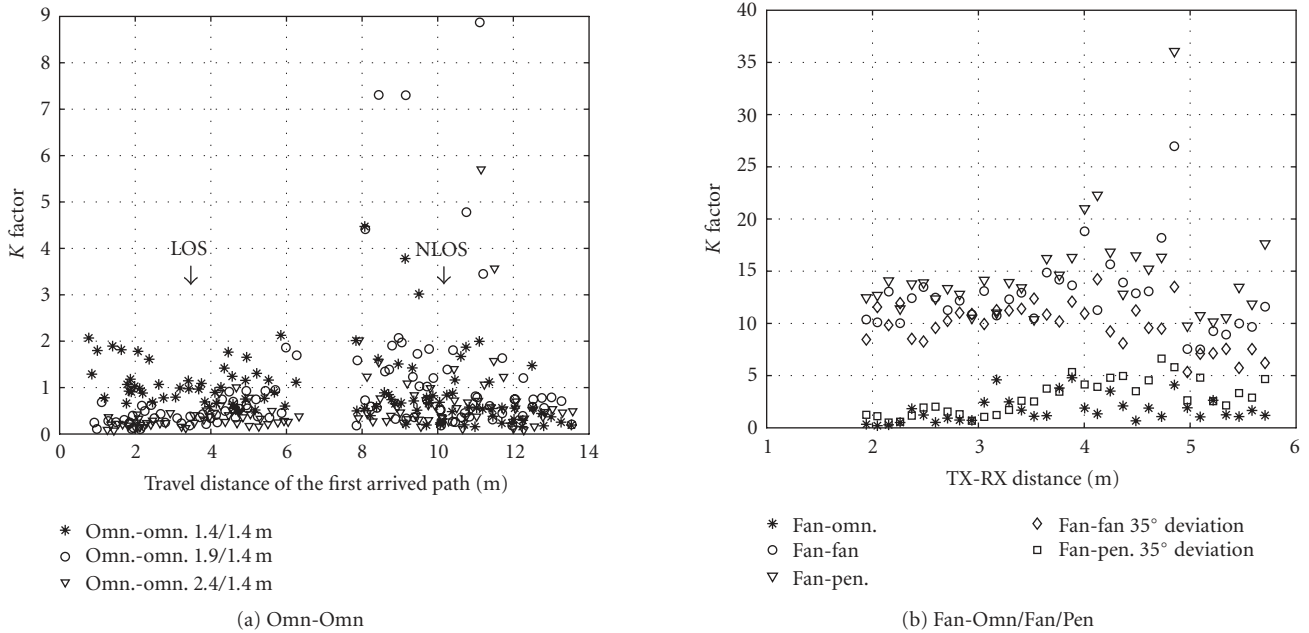 9
8
7
6
5
4
3
2
1
0
K factor
LOS
NLOS
0 2 4 6 8 10 12 14
Travel distance of the first arrived path (m)
Omn.-omn. 1.4/1.4 m
Omn.-omn. 1.9/1.4 m
Omn.-omn. 2.4/1.4 m
(a) Omn-Omn
40
35
30
25
20
15
10
5
0
K factor
1 2 3 4 5 6
TX-RX distance (m)
Fan-omn.
Fan-fan
Fan-pen.
Fan-fan 35° deviation
Fan-pen. 35° deviation
(b) Fan-Omn/Fan/Pen